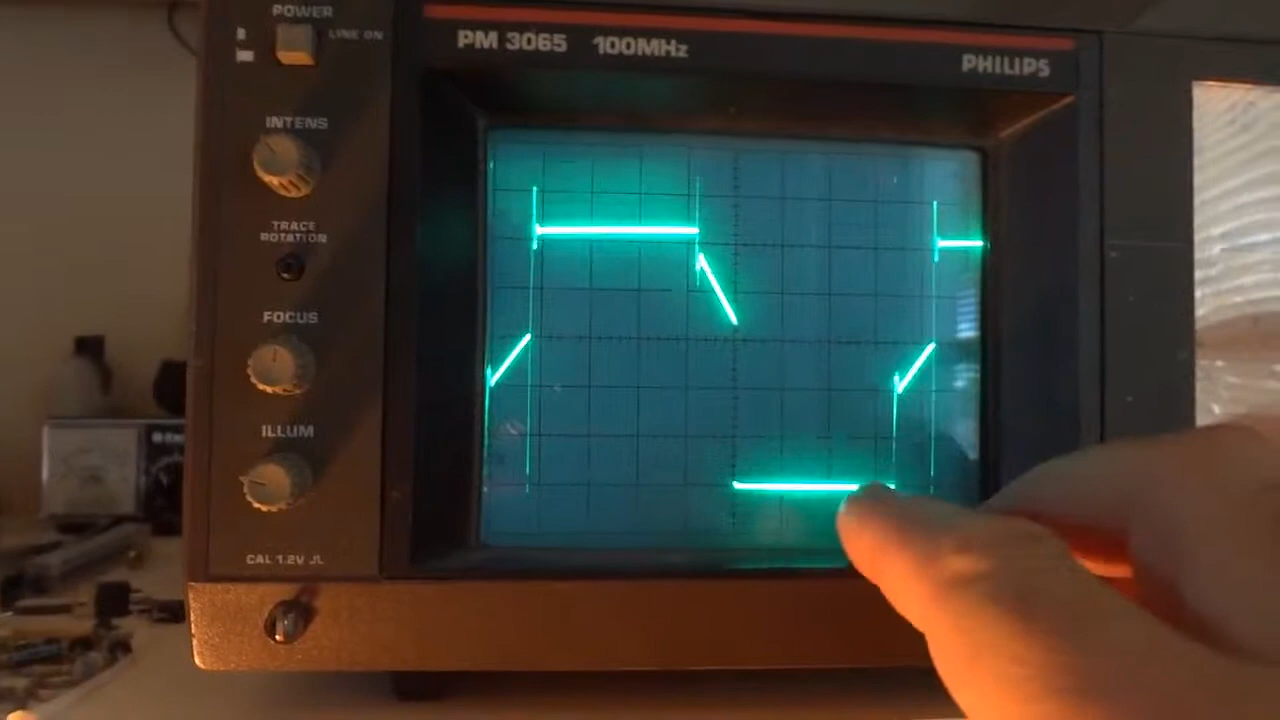 POWER
LINE ON
PM 3065 100MHz
PHILIPS
INTENS
TRACE
ROTATION
FOCUS
ILLUM
CAL 1.2V